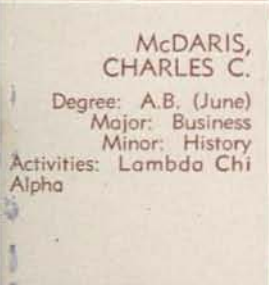 McDARIS,
CHARLES C.
Degree: A.B. (June)
Major: Business
Minor: History
Activities: Lambda Chi
Alpha